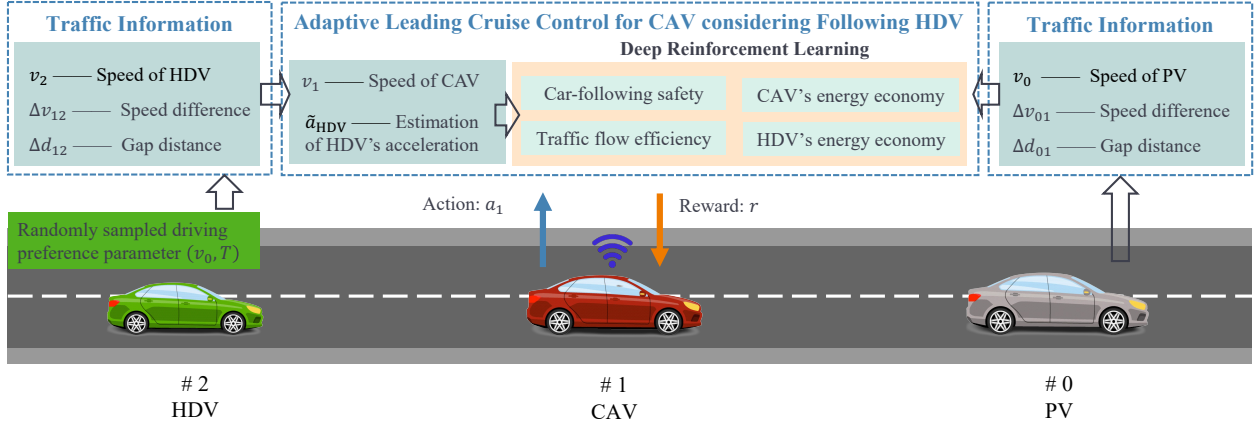 Traffic Information
v₂ —— Speed of HDV
Δv₁₂ —— Speed difference
Δd₁₂ —— Gap distance
Adaptive Leading Cruise Control for CAV considering Following HDV
Deep Reinforcement Learning
v₁ —— Speed of CAV
ã_HDV —— Estimation
of HDV's acceleration
Car-following safety
CAV's energy economy
Traffic flow efficiency
HDV's energy economy
Traffic Information
v₀ —— Speed of PV
Δv₀₁ —— Speed difference
Δd₀₁ —— Gap distance
Randomly sampled driving
preference parameter (v₀, T)
Action: a₁
Reward: r
# 2
HDV
# 1
CAV
# 0
PV